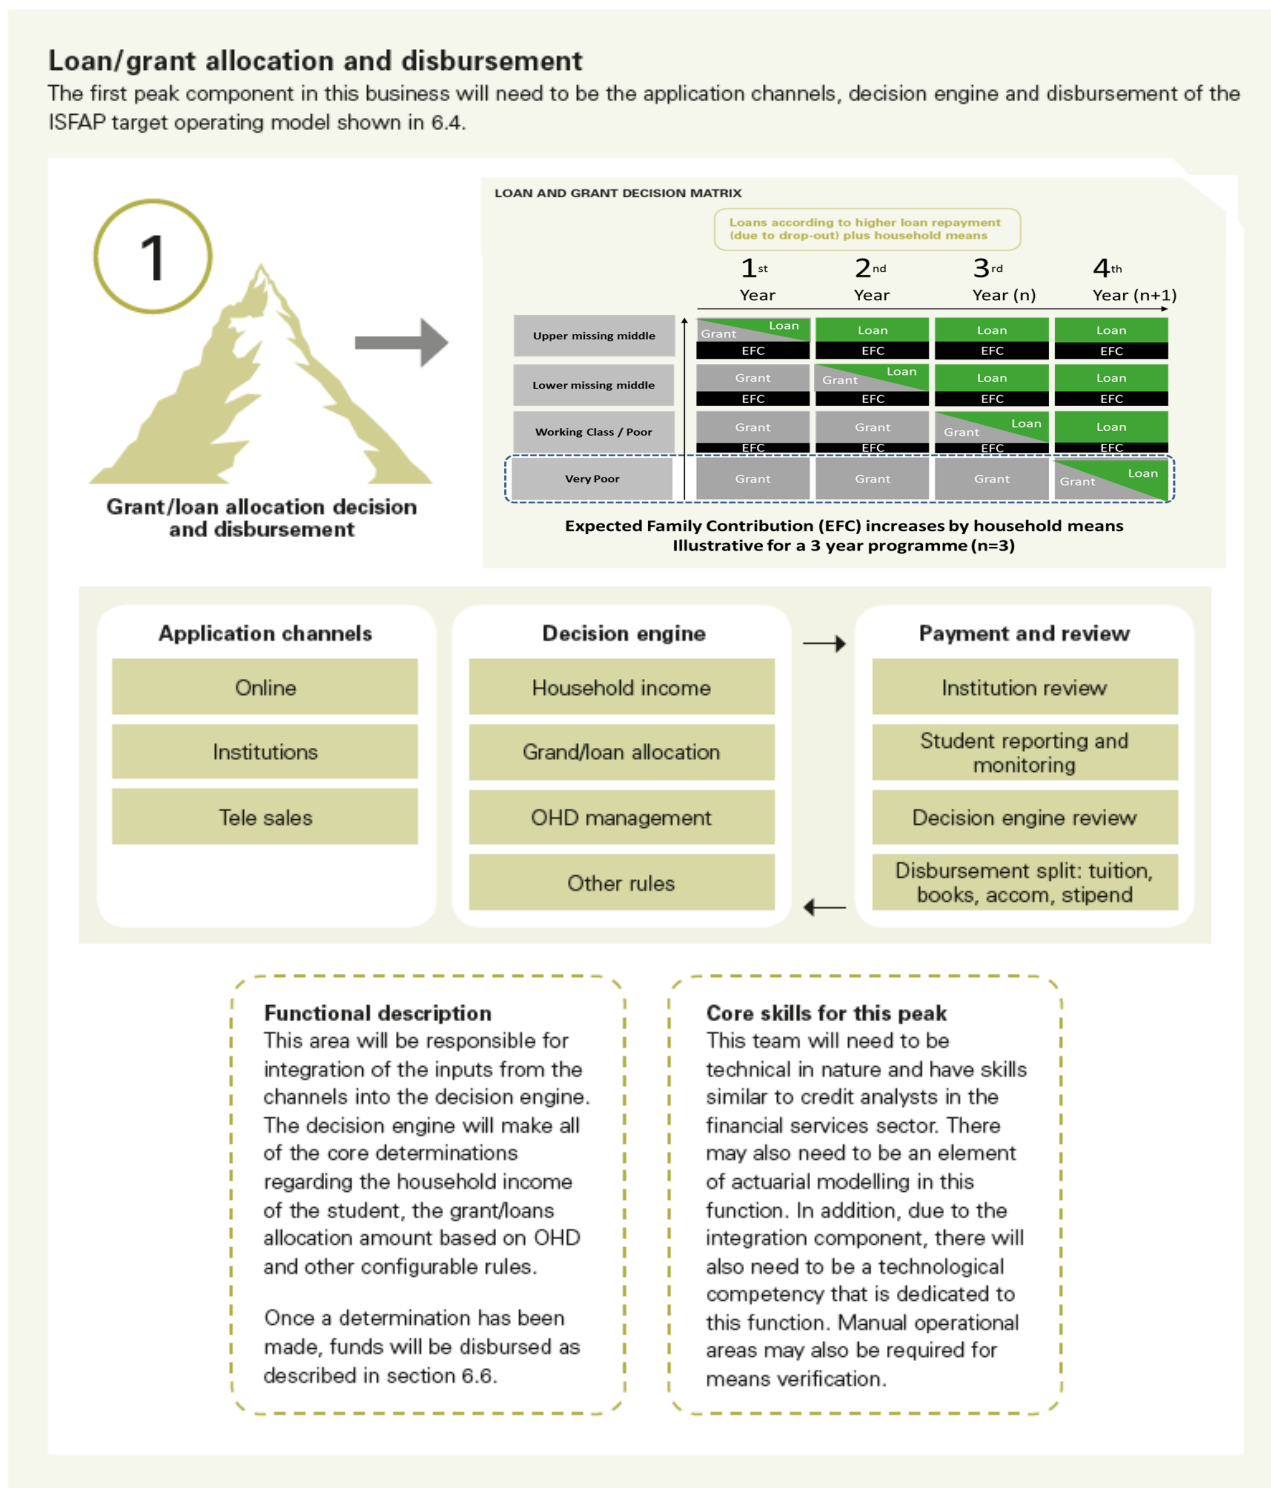 Loan/grant allocation and disbursement
The first peak component in this business will need to be the application channels, decision engine and disbursement of the
ISFAP target operating model shown in 6.4.
1
Grant/loan allocation decision
and disbursement
LOAN AND GRANT DECISION MATRIX
Loans according to higher loan repayment
(due to drop-out) plus household means
1st 2nd 3rd 4th
Year Year Year (n) Year (n+1)
Upper missing middle Grant Loan Loan Loan Loan
EFC EFC EFC EFC
Lower missing middle Grant Grant Loan Loan Loan
EFC EFC EFC EFC
Working Class / Poor Grant Grant Grant Loan Loan
EFC EFC EFC EFC
Very Poor Grant Grant Grant Grant Loan
Expected Family Contribution (EFC) increases by household means
Illustrative for a 3 year programme (n=3)
Application channels
Online
Institutions
Tele sales
Decision engine
Household income
Grand/loan allocation
OHD management
Other rules
Payment and review
Institution review
Student reporting and
monitoring
Decision engine review
Disbursement split: tuition,
books, accom, stipend
Functional description
This area will be responsible for
integration of the inputs from the
channels into the decision engine.
The decision engine will make all
of the core determinations
regarding the household income
of the student, the grant/loans
allocation amount based on OHD
and other configurable rules.
Once a determination has been
made, funds will be disbursed as
described in section 6.6.
Core skills for this peak
This team will need to be
technical in nature and have skills
similar to credit analysts in the
financial services sector. There
may also need to be an element
of actuarial modelling in this
function. In addition, due to the
integration component, there will
also need to be a technological
competency that is dedicated to
this function. Manual operational
areas may also be required for
means verification.